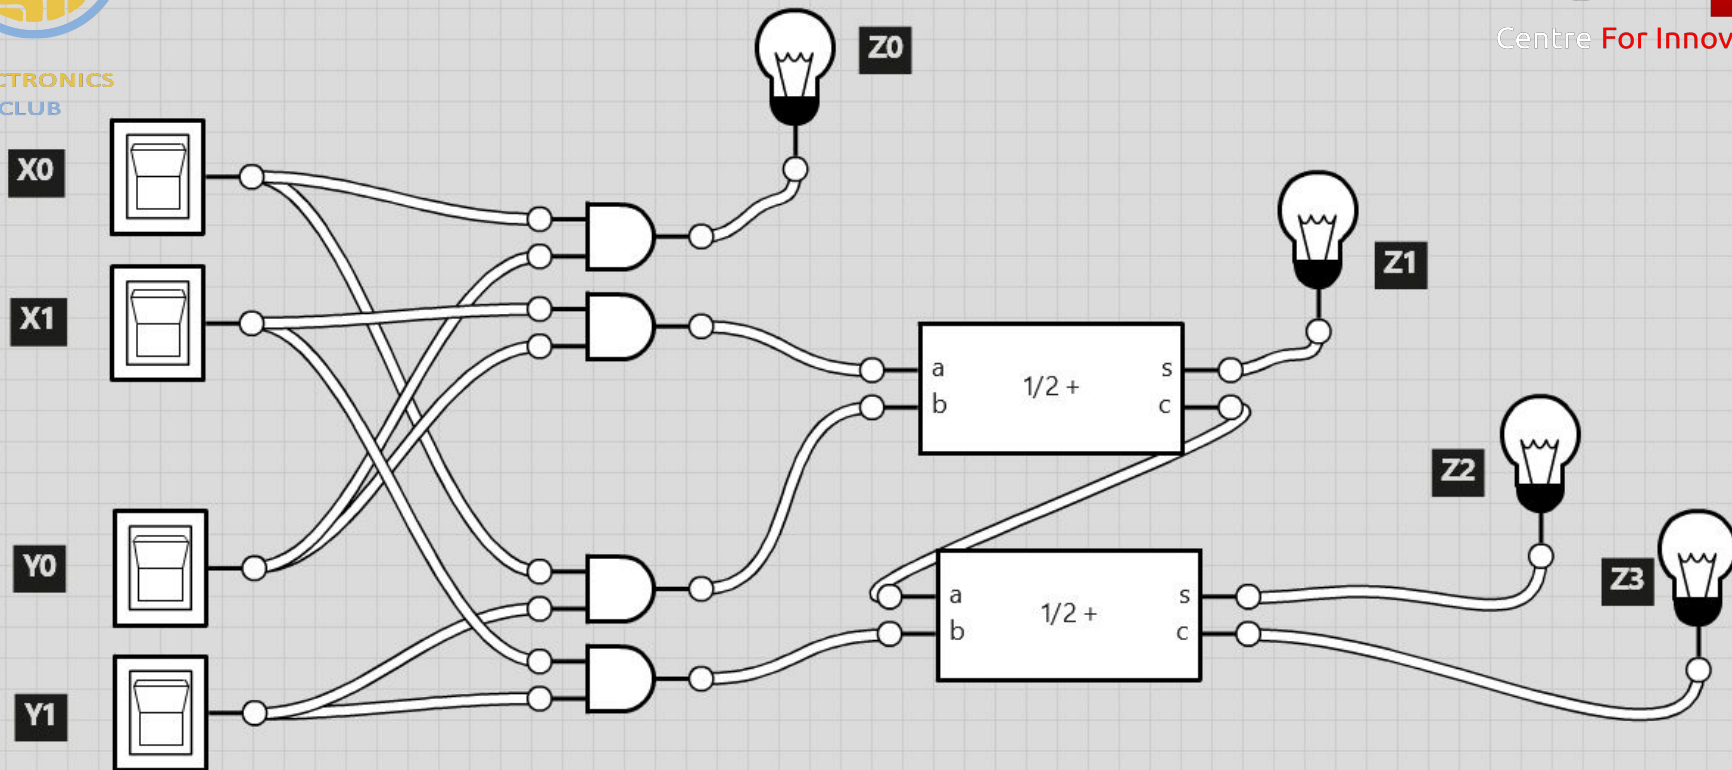 Z0
Centre For Innov
CTRONICS
CLUB
X0
X1
Z1
a
s
1/2 +
b
c
Z2
Y0
a
s
1/2 +
b
c
Z3
Y1